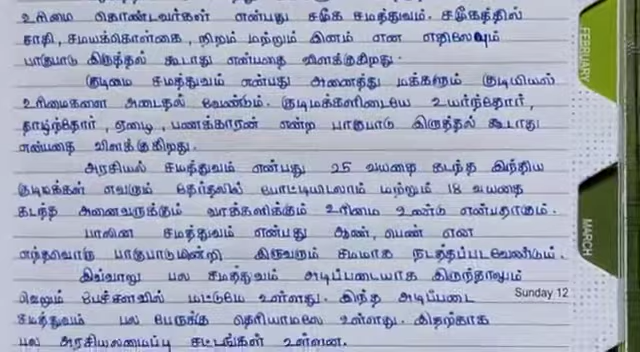 உரிமை கொண்டவர்கள் என்பது சமூக சமத்துவம். சமூகத்தில்
சாதி, சமயக்கொள்கை, நிறம் மற்றும் இனம் என எதிலேயும்
பாகுபாடு இருத்தல் கூடாது என்பதை விளக்குகிறது.
குடிமை சமத்துவம் என்பது அனைத்து மக்களும் குடியியல்
உரிமைகளை அடைதல் வேண்டும். குடிமக்களிடையே உயர்ந்தோர்,
தாழ்ந்தோர், ஏழை, பணக்காரன் என்ற பாகுபாடு இருத்தல் கூடாது
என்பதை விளக்குகிறது.
அரசியல் சமத்துவம் என்பது 25 வயதை கடந்த இந்திய
குடிமக்கள் எவரும் தேர்தலில் போட்டியிடலாம் மற்றும் 18 வயதை
கடந்த அனைவருக்கும் வாக்களிக்கும் உரிமை உண்டு என்பதாகும்.
பாலின சமத்துவம் என்பது ஆண், பெண் என
எந்தவொரு பாகுபாடுமின்றி இருவரும் சமமாக நடத்தப்படவேண்டும்.
இவ்வாறு பல சமத்துவம் அடிப்படையாக இருந்தாலும்
வெறும் பேச்சளவில் மட்டுமே உள்ளது. இந்த அடிப்படை
சமத்துவம் பல பேருக்கு தெரியாமலே உள்ளது. இதற்காக
பல அரசியலமைப்பு சட்டங்கள் உள்ளன.
Sunday 12
FEBRUARY
MARCH